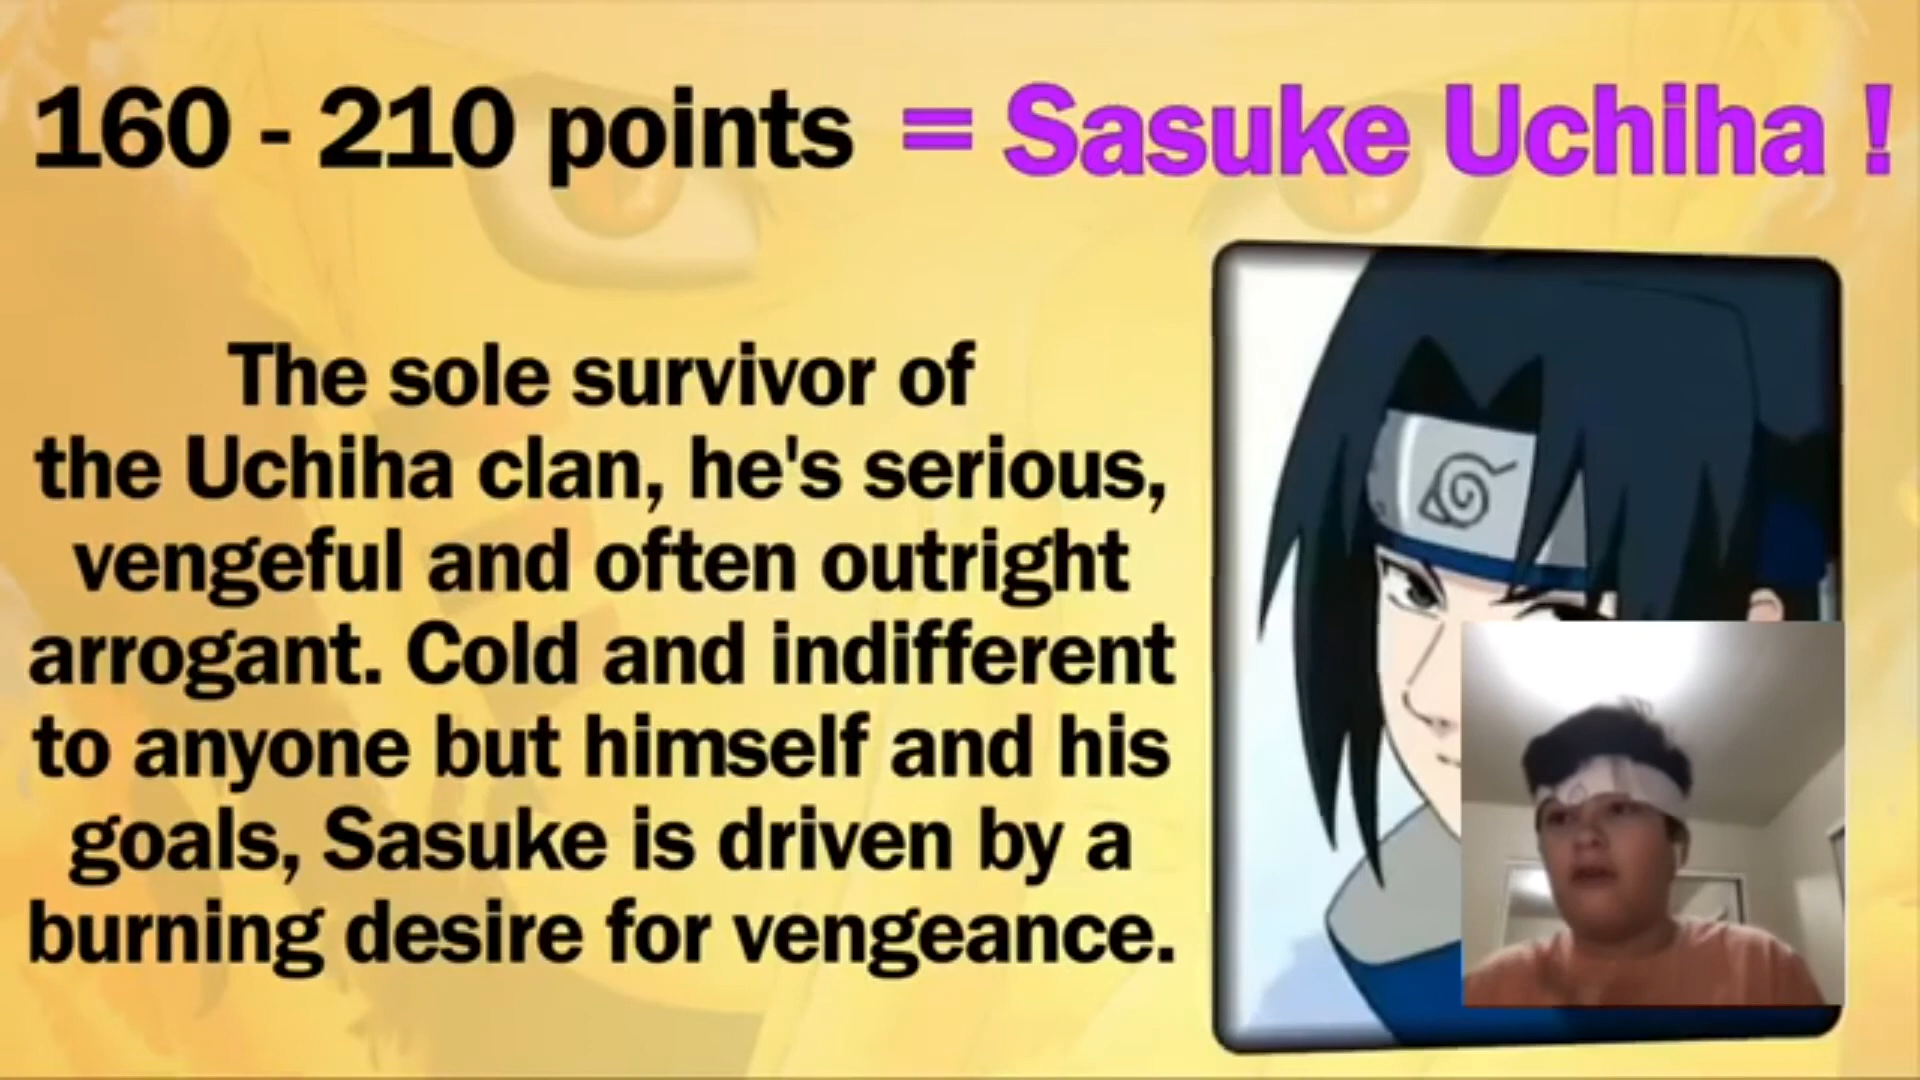 160 - 210 points = Sasuke Uchiha !
The sole survivor of
the Uchiha clan, he's serious,
vengeful and often outright
arrogant. Cold and indifferent
to anyone but himself and his
goals, Sasuke is driven by a
burning desire for vengeance.